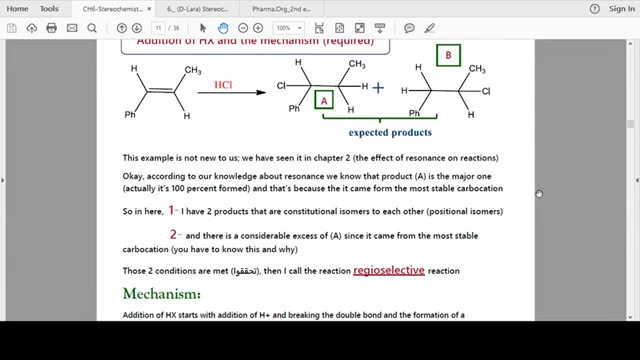 CH6-Stereochemist... × 6._ (D-Lara) Stereoc... Pharma.Org_2nd e...
11 / 36 100%
Addition of HX and the mechanism (required)
H CH3 Ph H
HCl
H CH3 Cl H Ph H A
+
H CH3 H Cl Ph H B
expected products
This example is not new to us; we have seen it in chapter 2 (the effect of resonance on reactions)
Okay, according to our knowledge about resonance we know that product (A) is the major one
(actually it's 100 percent formed) and that's because the it came form the most stable carbocation
So in here, 1- I have 2 products that are constitutional isomers to each other (positional isomers)
2- and there is a considerable excess of (A) since it came from the most stable
carbocation (you have to know this and why)
Those 2 conditions are met (تحققوا), then I call the reaction regioselective reaction
Mechanism:
Addition of HX starts with addition of H+ and breaking the double bond and the formation of a